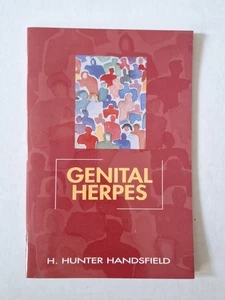 GENITAL
HERPES
H. HUNTER HANDSFIELD